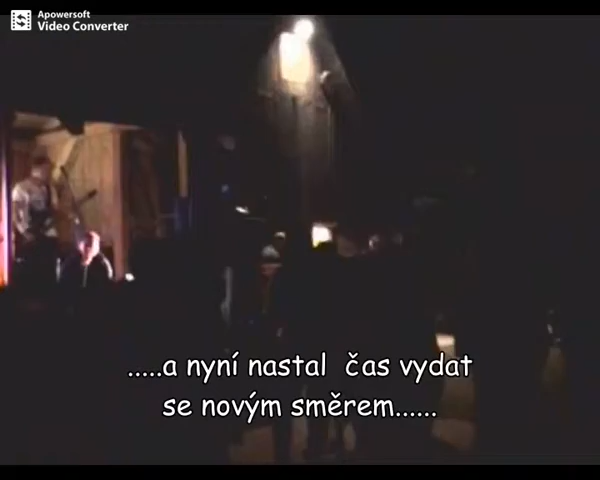 Apowersoft
Video Converter
.....a nyní nastal čas vydat
se novým směrem......